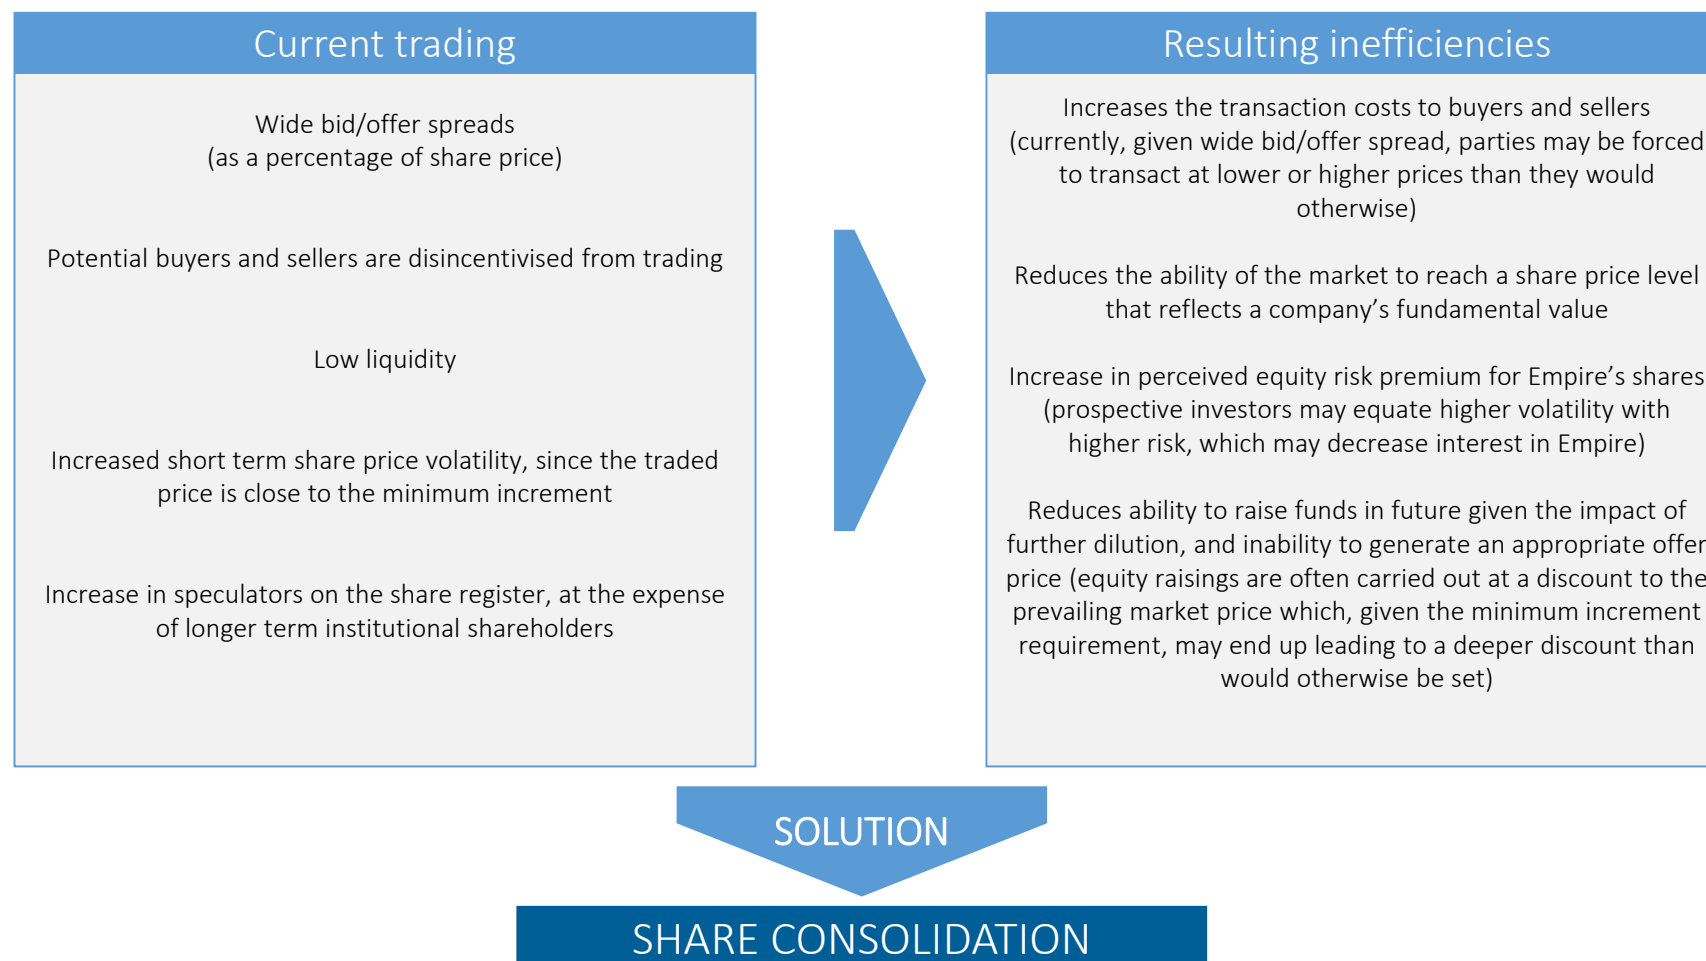 Current trading
Wide bid/offer spreads
(as a percentage of share price)
Potential buyers and sellers are disincentivised from trading
Low liquidity
Increased short term share price volatility, since the traded
price is close to the minimum increment
Increase in speculators on the share register, at the expense
of longer term institutional shareholders
Resulting inefficiencies
Increases the transaction costs to buyers and sellers
(currently, given wide bid/offer spread, parties may be forced
to transact at lower or higher prices than they would
otherwise)
Reduces the ability of the market to reach a share price level
that reflects a company’s fundamental value
Increase in perceived equity risk premium for Empire’s shares
(prospective investors may equate higher volatility with
higher risk, which may decrease interest in Empire)
Reduces ability to raise funds in future given the impact of
further dilution, and inability to generate an appropriate offer
price (equity raisings are often carried out at a discount to the
prevailing market price which, given the minimum increment
requirement, may end up leading to a deeper discount than
would otherwise be set)
SOLUTION
SHARE CONSOLIDATION